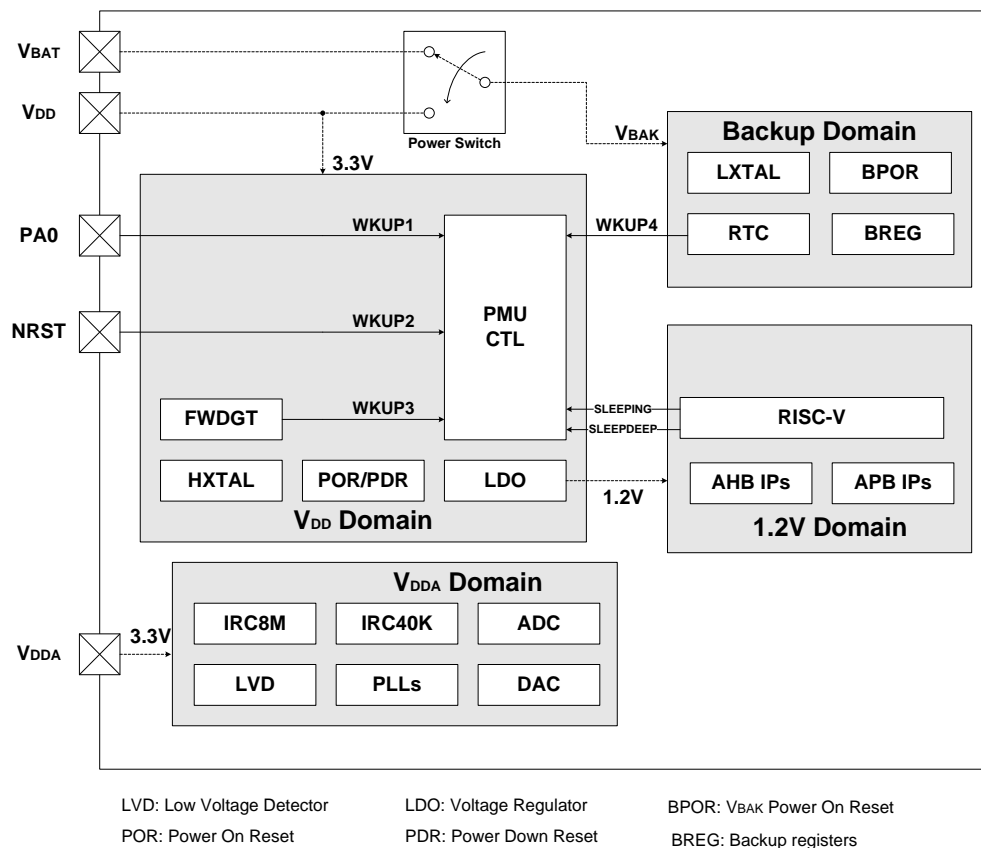 VBAT
VDD
Power Switch
VBAK
3.3V
Backup Domain
LXTAL
BPOR
RTC
BREG
PA0
WKUP1
WKUP4
PMU
CTL
NRST
WKUP2
FWDGT
WKUP3
SLEEPING
SLEEPDEEP
RISC-V
HXTAL
POR/PDR
LDO
1.2V
AHB IPs
APB IPs
VDD Domain
1.2V Domain
VDDA Domain
VDDA
3.3V
IRC8M
IRC40K
ADC
LVD
PLLs
DAC
LVD: Low Voltage Detector
LDO: Voltage Regulator
BPOR: VBAK Power On Reset
POR: Power On Reset
PDR: Power Down Reset
BREG: Backup registers